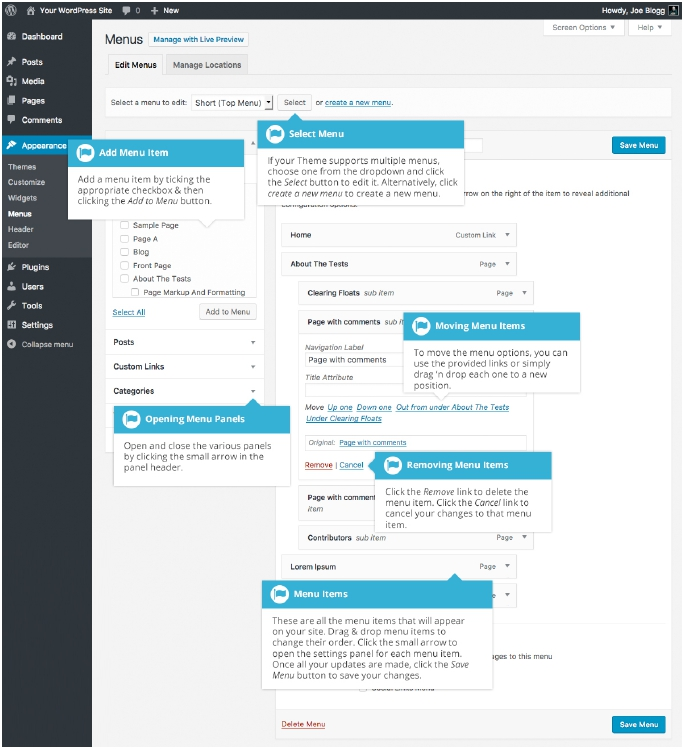 Your WordPress Site 0 + New
Howdy, Joe Blogg
Screen Options ▼ Help ▼
Dashboard
Posts
Media
Pages
Comments
Appearance
Themes
Customize
Widgets
Menus
Header
Editor
Plugins
Users
Tools
Settings
Collapse menu
Menus Manage with Live Preview
Edit Menus Manage Locations
Select a menu to edit: Short (Top Menu) Select or create a new menu.
Select Menu
If your Theme supports multiple menus,
choose one from the dropdown and click
the Select button to edit it. Alternatively, click
create a new menu to create a new menu.
Save Menu
Add Menu Item
Add a menu item by ticking the
appropriate checkbox & then
clicking the Add to Menu button.
Sample Page
Page A
Blog
Front Page
About The Tests
Page Markup And Formatting
Select All Add to Menu
Posts
Custom Links
Categories
Opening Menu Panels
Open and close the various panels
by clicking the small arrow in the
panel header.
row on the right of the item to reveal additional
configuration options.
Home Custom Link
About The Tests Page
Clearing Floats sub item Page
Page with comments sub
Moving Menu Items
To move the menu options, you can
use the provided links or simply
drag 'n drop each one to a new
position.
Navigation Label
Page with comments
Title Attribute
Move Up one Down one Out from under About The Tests
Under Clearing Floats
Original: Page with comments
Remove | Cancel
Removing Menu Items
Click the Remove link to delete the
menu item. Click the Cancel link to
cancel your changes to that menu
item.
Page with comment
item
Contributors sub item Page
Lorem Ipsum Page
Menu Items
These are all the menu items that will appear
on your site. Drag & drop menu items to
change their order. Click the small arrow to
open the settings panel for each menu item.
Once all your updates are made, click the Save
Menu button to save your changes.
ages to this menu
Delete Menu Save Menu